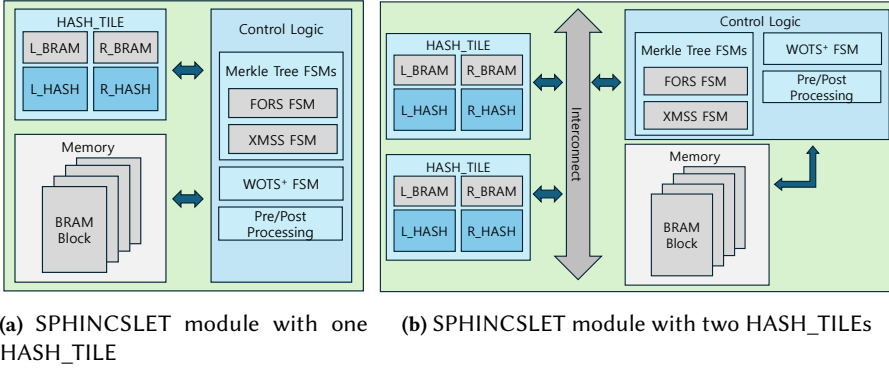 HASH_TILE
L_BRAM
R_BRAM
L_HASH
R_HASH
Memory
BRAM
Block
Control Logic
Merkle Tree FSMs
FORS FSM
XMSS FSM
WOTS⁺ FSM
Pre/Post
Processing
(a) SPHINCSLET module with one
HASH_TILE
HASH_TILE
L_BRAM
R_BRAM
L_HASH
R_HASH
HASH_TILE
L_BRAM
R_BRAM
L_HASH
R_HASH
Interconnect
Control Logic
Merkle Tree FSMs
FORS FSM
XMSS FSM
WOTS⁺ FSM
Pre/Post
Processing
Memory
BRAM
Block
(b) SPHINCSLET module with two HASH_TILEs